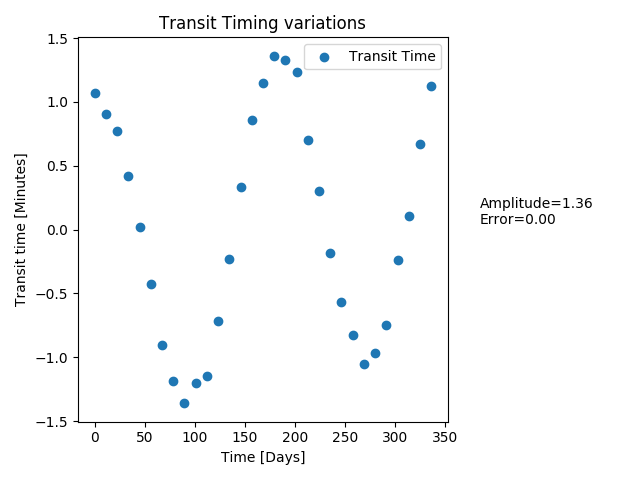 Transit Timing variations
1.5
1.0
0.5
0.0
−0.5
−1.0
−1.5
Transit time [Minutes]
Transit Time
Amplitude=1.36
Error=0.00
0 50 100 150 200 250 300 350
Time [Days]